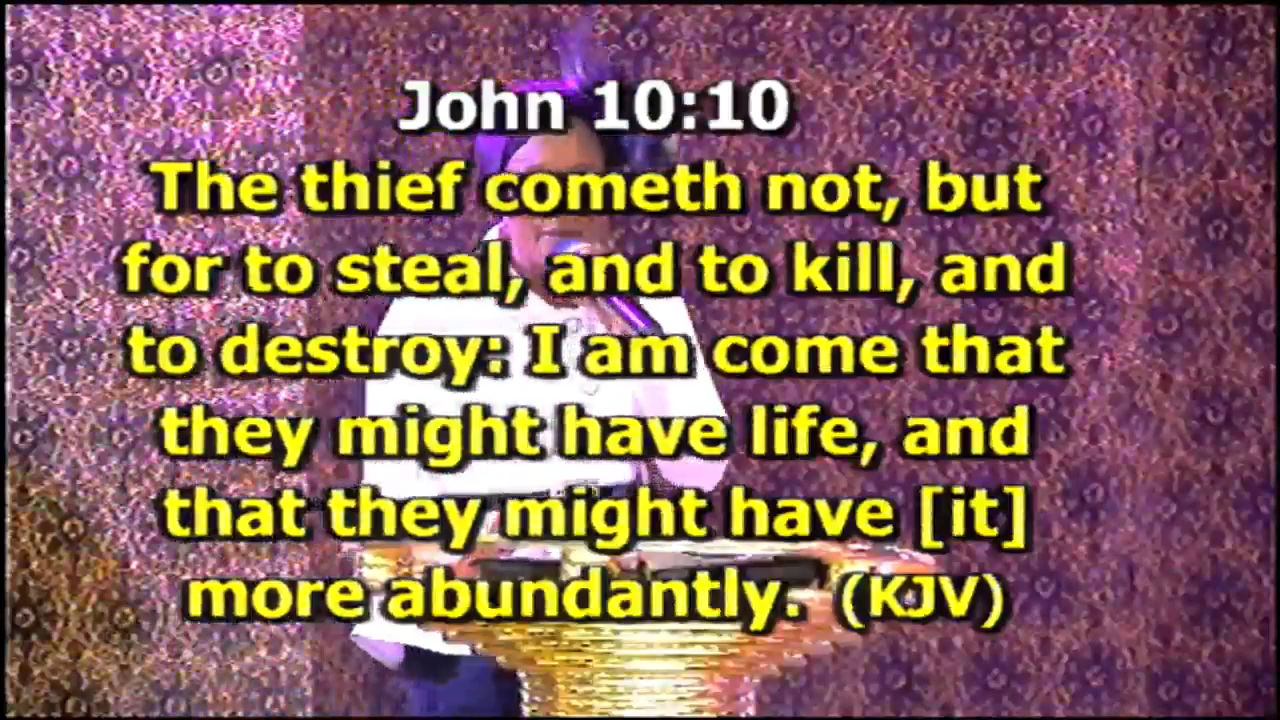 John 10:10
The thief cometh not, but
for to steal, and to kill, and
to destroy: I am come that
they might have life, and
that they might have [it]
more abundantly. (KJV)